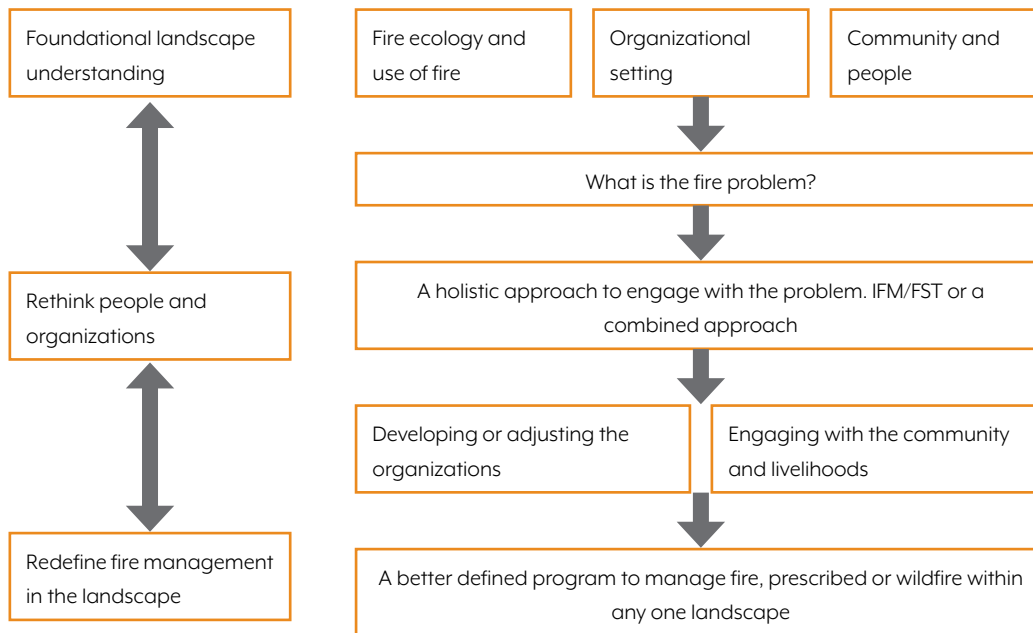 Foundational landscape
understanding
Fire ecology and
use of fire
Organizational
setting
Community and
people
What is the fire problem?
Rethink people and
organizations
A holistic approach to engage with the problem. IFM/FST or a
combined approach
Developing or adjusting the
organizations
Engaging with the community
and livelihoods
Redefine fire management
in the landscape
A better defined program to manage fire, prescribed or wildfire within
any one landscape